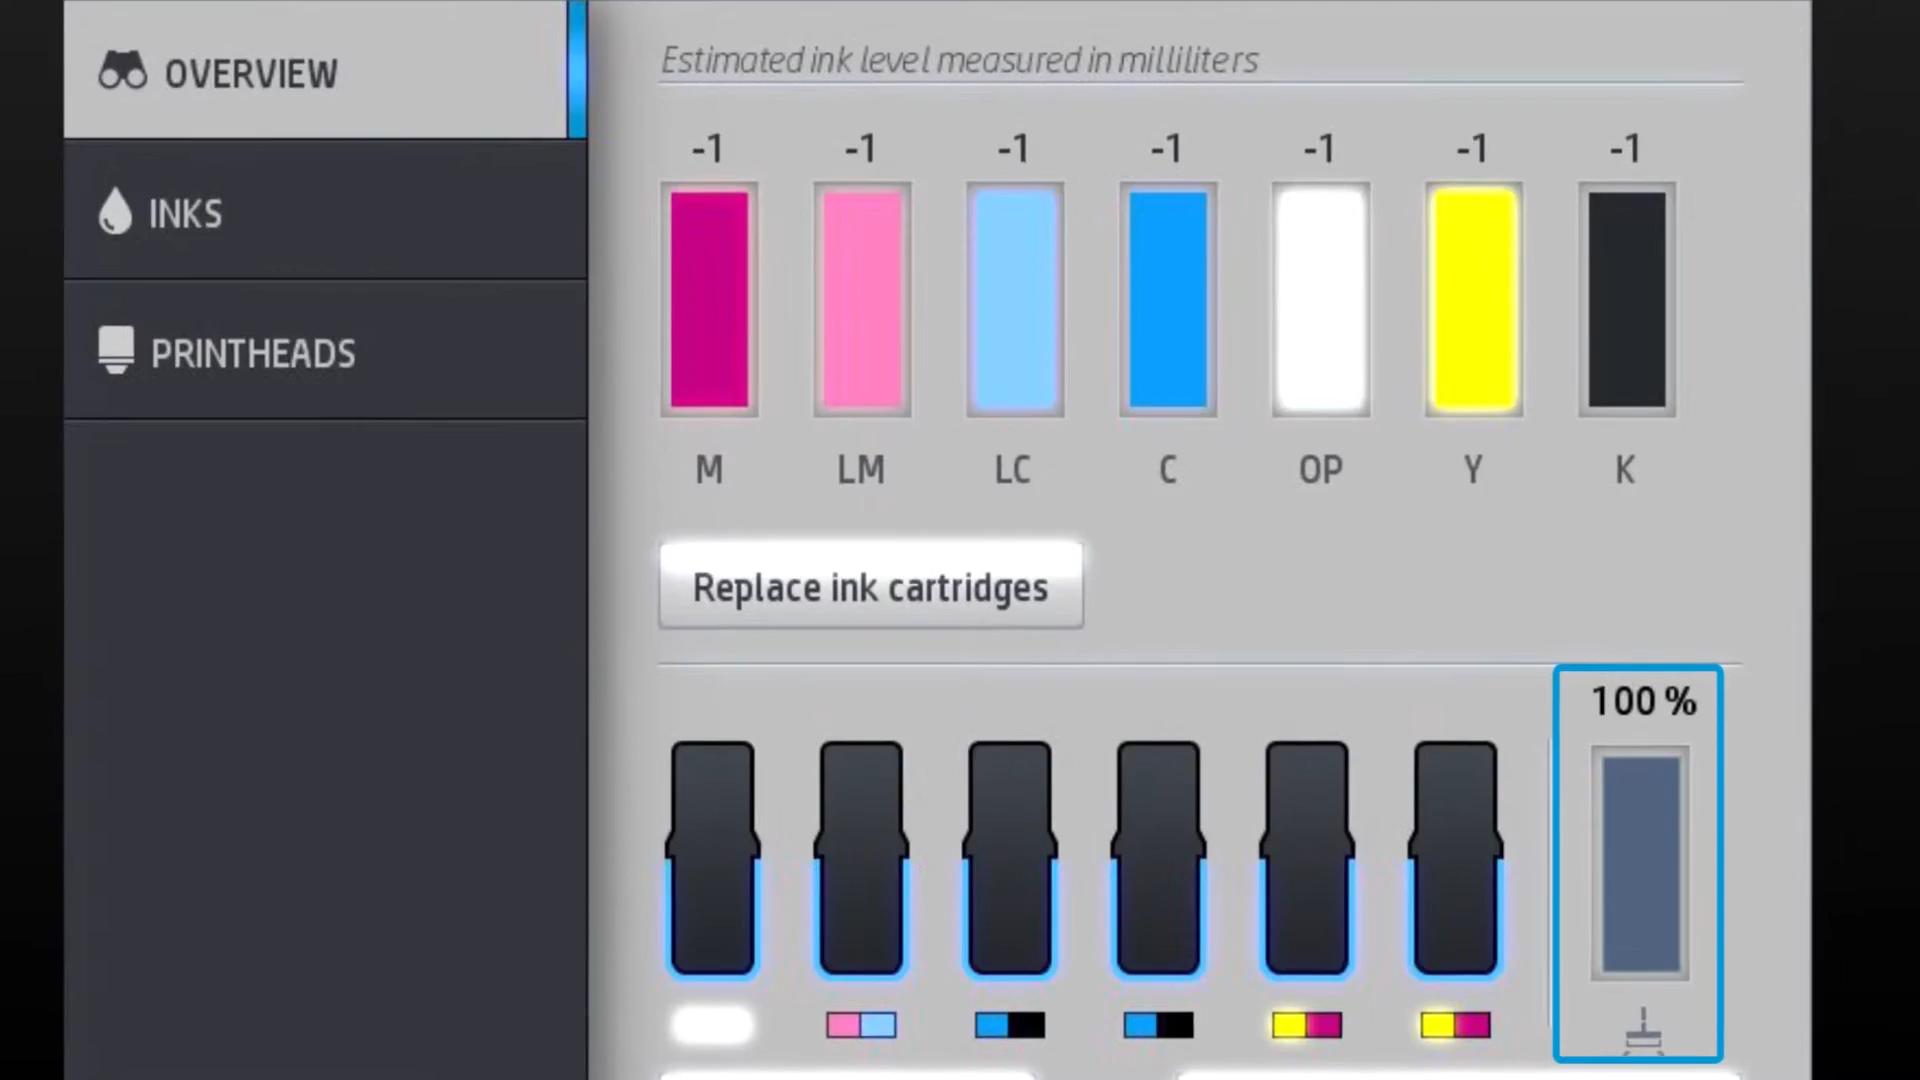 OVERVIEW
INKS
PRINTHEADS
Estimated ink level measured in milliliters
-1 -1 -1 -1 -1 -1 -1
M LM LC C OP Y K
Replace ink cartridges
100 %